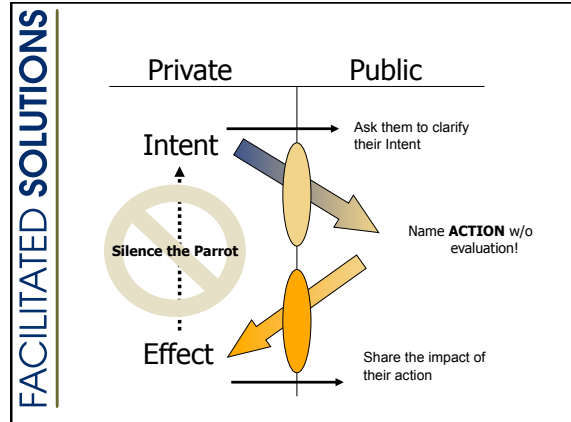 FACILITATED SOLUTIONS
Private
Public
Ask them to clarify
their Intent
Intent
Name ACTION w/o
evaluation!
Silence the Parrot
Effect
Share the impact of
their action